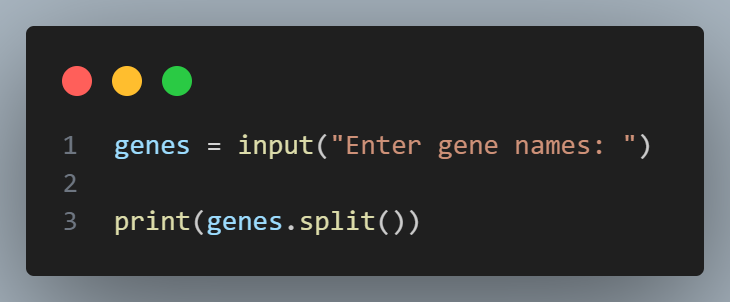 1 genes = input("Enter gene names: ")
2
3 print(genes.split())